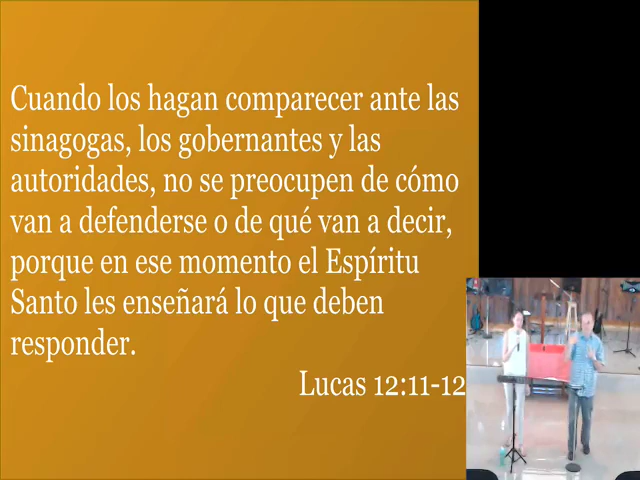 Cuando los hagan comparecer ante las
sinagogas, los gobernantes y las
autoridades, no se preocupen de cómo
van a defenderse o de qué van a decir,
porque en ese momento el Espíritu
Santo les enseñará lo que deben
responder.
Lucas 12:11-12